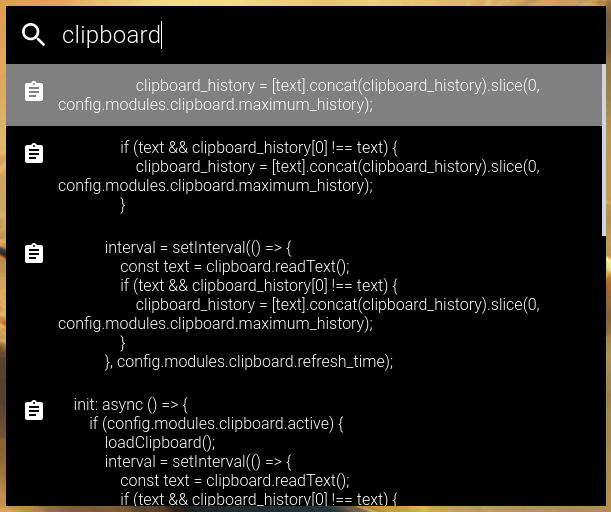 clipboard
clipboard_history = [text].concat(clipboard_history).slice(0,
config.modules.clipboard.maximum_history);
if (text && clipboard_history[0] !== text) {
clipboard_history = [text].concat(clipboard_history).slice(0,
config.modules.clipboard.maximum_history);
}
interval = setInterval(() => {
const text = clipboard.readText();
if (text && clipboard_history[0] !== text) {
clipboard_history = [text].concat(clipboard_history).slice(0,
config.modules.clipboard.maximum_history);
}
}, config.modules.clipboard.refresh_time);
init: async () => {
if (config.modules.clipboard.active) {
loadClipboard();
interval = setInterval(() => {
const text = clipboard.readText();
if (text && clipboard_history[0] !== text) {